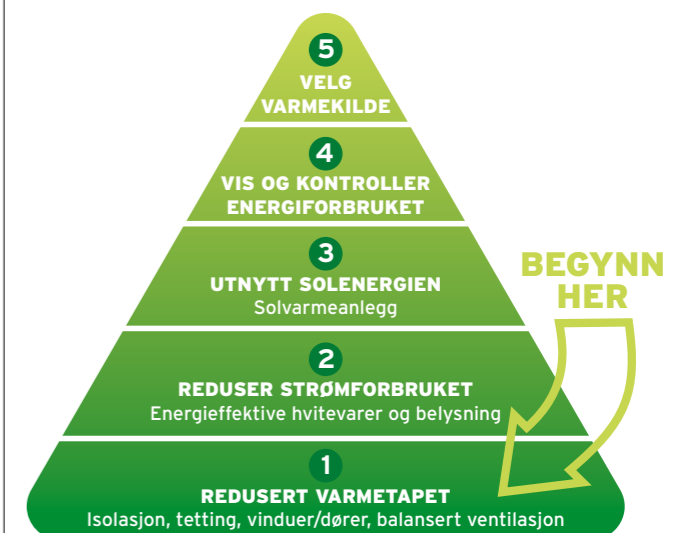 5
VELG
VARMEKILDE
4
VIS OG KONTROLLER
ENERGIFORBRUKET
3
UTNYTT SOLENERGIEN
Solvarmeanlegg
BEGYNN
HER
2
REDUSER STRØMFORBRUKET
Energieffektive hvitevarer og belysning
1
REDUSERT VARMETAPET
Isolasjon, tetting, vinduer/dører, balansert ventilasjon